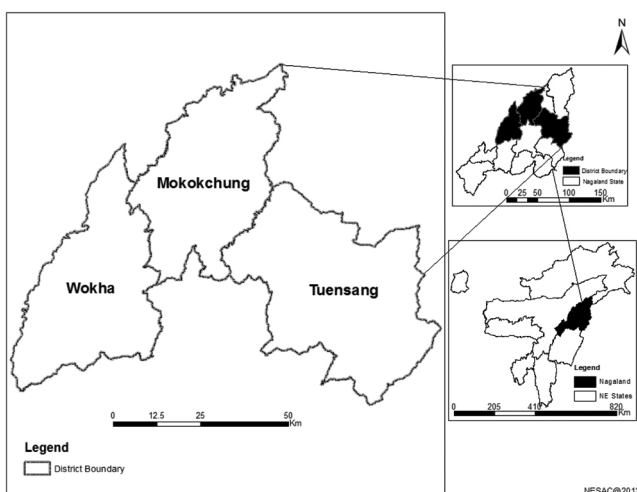 N
Mokokchung
Wokha
Tuensang
0 12.5 25 50
Km
Legend
District Boundary
Legend
District Boundary
Nagaland State
0 25 50 100 150
Km
Legend
Nagaland
NE States
0 205 410 820
Km